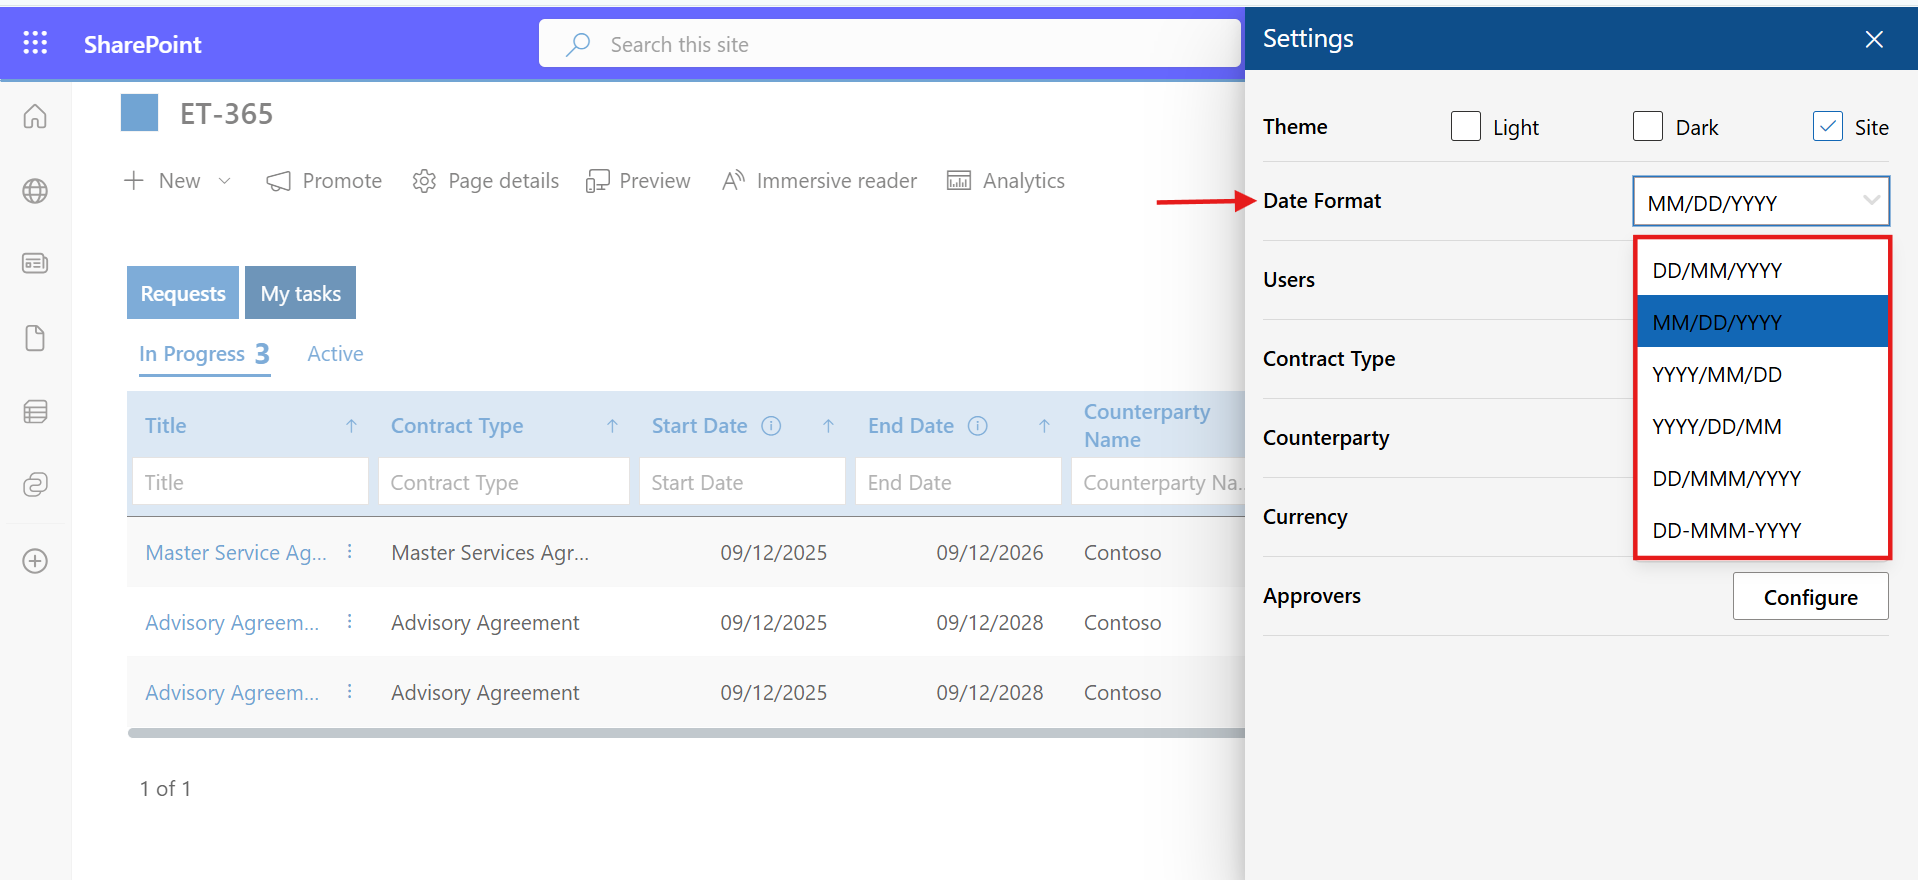 SharePoint
Search this site
Settings
ET-365
Theme
Light
Dark
Site
New
Promote
Page details
Preview
Immersive reader
Analytics
Date Format
MM/DD/YYYY
DD/MM/YYYY
MM/DD/YYYY
YYYY/MM/DD
YYYY/DD/MM
DD/MMM/YYYY
DD-MMM-YYYY
Users
Contract Type
Counterparty
Currency
Approvers
Configure
Requests
My tasks
In Progress 3
Active
Title
Contract Type
Start Date
End Date
Counterparty
Name
Title
Contract Type
Start Date
End Date
Counterparty Na...
Master Service Ag... Master Services Agr... 09/12/2025 09/12/2026 Contoso
Advisory Agreem... Advisory Agreement 09/12/2025 09/12/2028 Contoso
Advisory Agreem... Advisory Agreement 09/12/2025 09/12/2028 Contoso
1 of 1